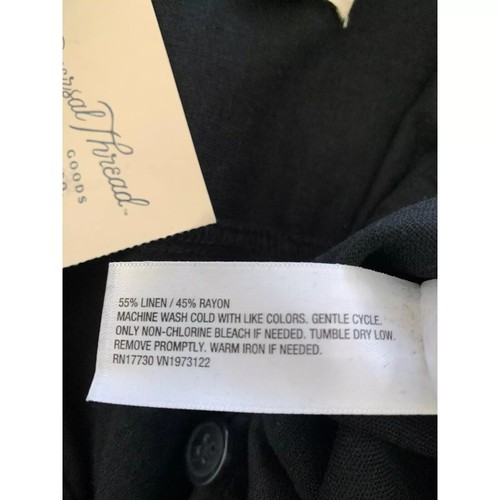 Thread™
GOODS
55% LINEN / 45% RAYON
MACHINE WASH COLD WITH LIKE COLORS. GENTLE CYCLE.
ONLY NON-CHLORINE BLEACH IF NEEDED. TUMBLE DRY LOW.
REMOVE PROMPTLY. WARM IRON IF NEEDED.
RN17730 VN1973122